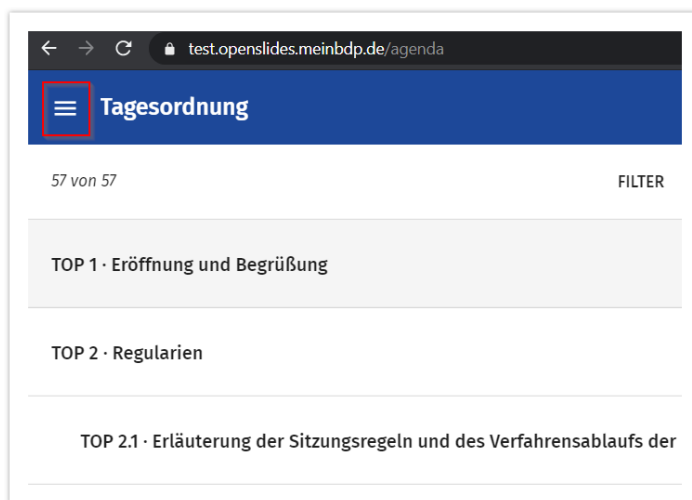 test.openslides.meinbdp.de/agenda
Tagesordnung
57 von 57
FILTER
TOP 1 · Eröffnung und Begrüßung
TOP 2 · Regularien
TOP 2.1 · Erläuterung der Sitzungsregeln und des Verfahrensablaufs der